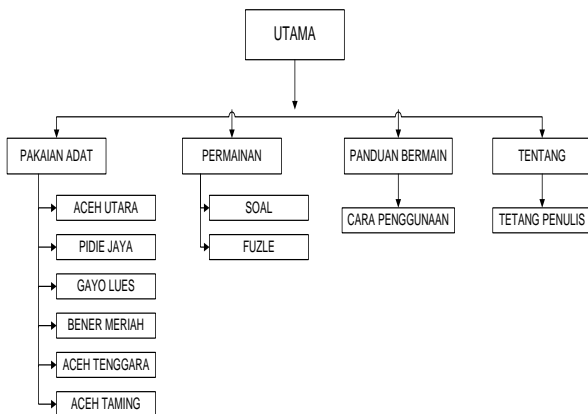 UTAMA
PAKAIAN ADAT
PERMAINAN
PANDUAN BERMAIN
TENTANG
ACEH UTARA
PIDIE JAYA
GAYO LUES
BENER MERIAH
ACEH TENGGARA
ACEH TAMING
SOAL
FUZLE
CARA PENGGUNAAN
TETANG PENULIS